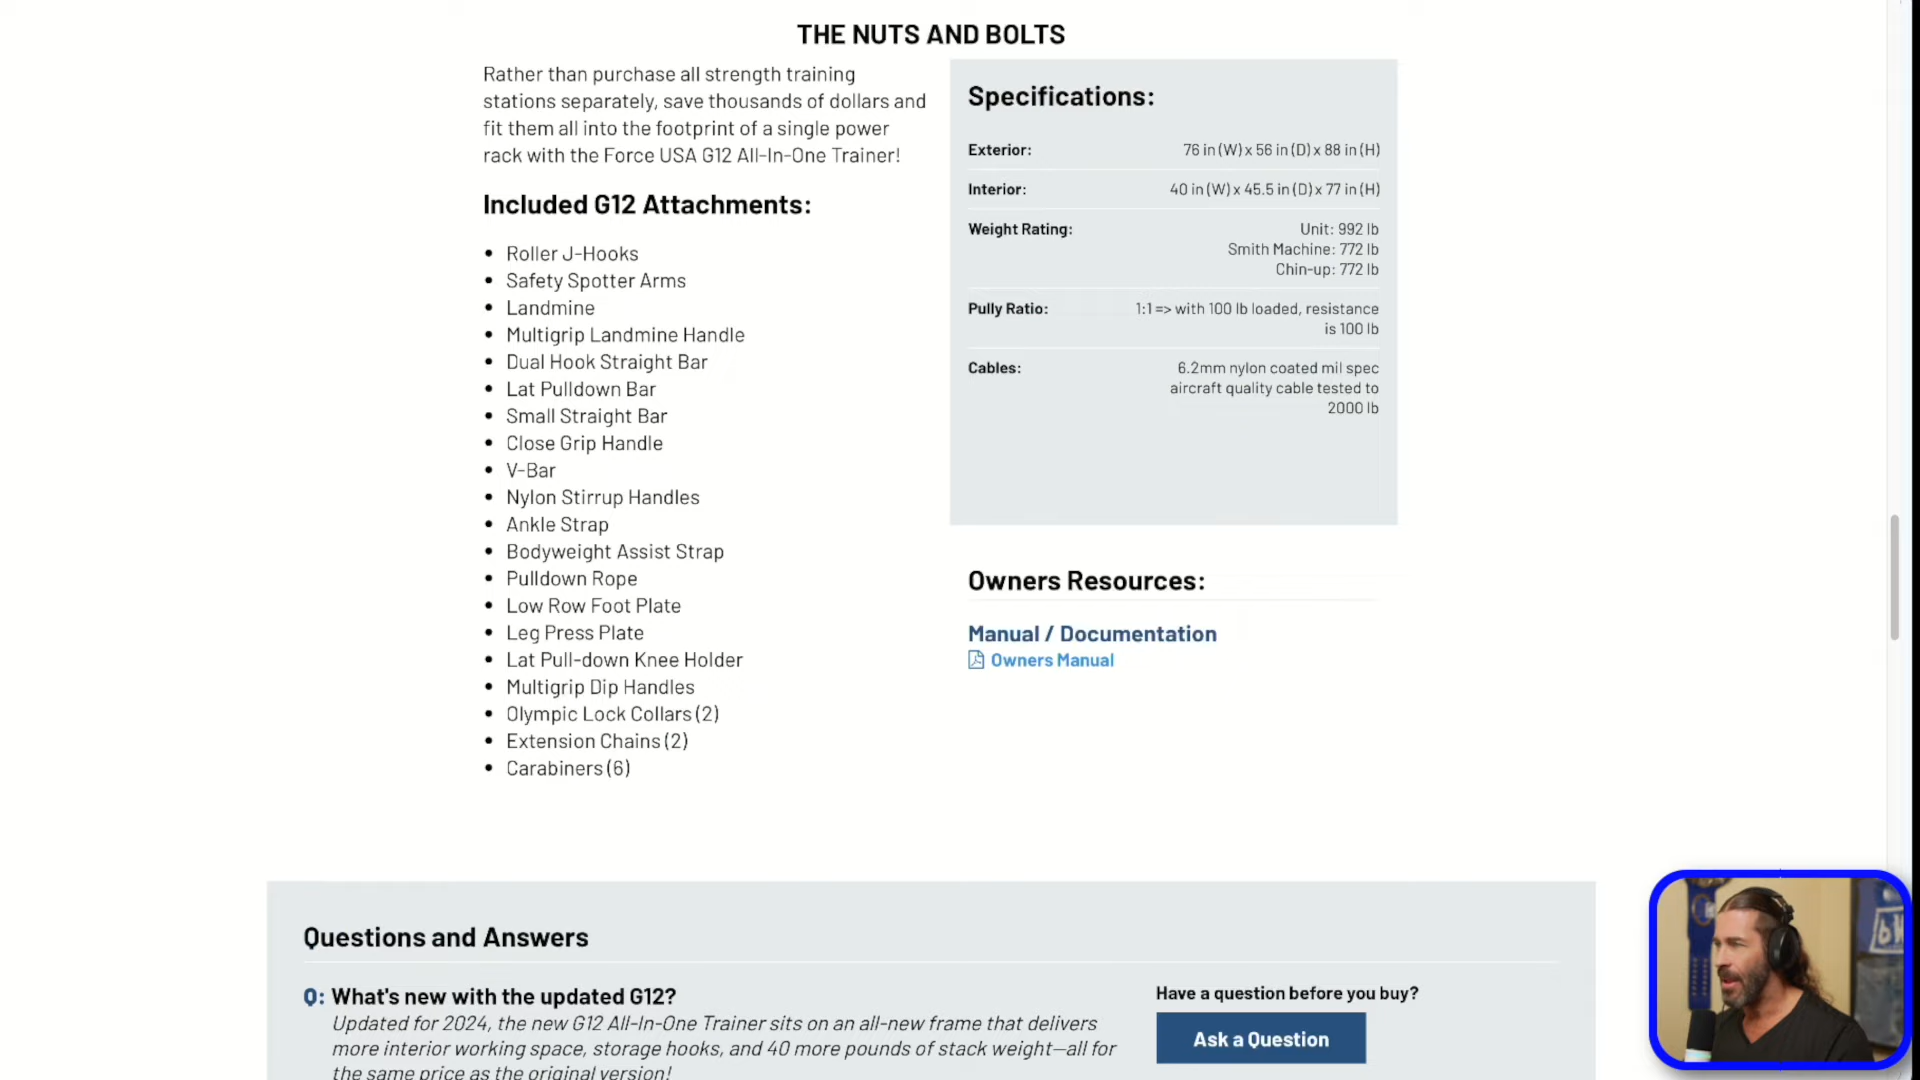 THE NUTS AND BOLTS
Rather than purchase all strength training
stations separately, save thousands of dollars and
fit them all into the footprint of a single power
rack with the Force USA G12 All-In-One Trainer!
Included G12 Attachments:
• Roller J-Hooks
• Safety Spotter Arms
• Landmine
• Multigrip Landmine Handle
• Dual Hook Straight Bar
• Lat Pulldown Bar
• Small Straight Bar
• Close Grip Handle
• V-Bar
• Nylon Stirrup Handles
• Ankle Strap
• Bodyweight Assist Strap
• Pulldown Rope
• Low Row Foot Plate
• Leg Press Plate
• Lat Pull-down Knee Holder
• Multigrip Dip Handles
• Olympic Lock Collars (2)
• Extension Chains (2)
• Carabiners (6)
Specifications:
Exterior: 76 in (W) x 56 in (D) x 88 in (H)
Interior: 40 in (W) x 45.5 in (D) x 77 in (H)
Weight Rating: Unit: 992 lb
Smith Machine: 772 lb
Chin-up: 772 lb
Pully Ratio: 1:1 => with 100 lb loaded, resistance
is 100 lb
Cables: 6.2mm nylon coated mil spec
aircraft quality cable tested to
2000 lb
Owners Resources:
Manual / Documentation
Owners Manual
Questions and Answers
Q: What's new with the updated G12?
Updated for 2024, the new G12 All-In-One Trainer sits on an all-new frame that delivers
more interior working space, storage hooks, and 40 more pounds of stack weight—all for
the same price as the original version!
Have a question before you buy?
Ask a Question